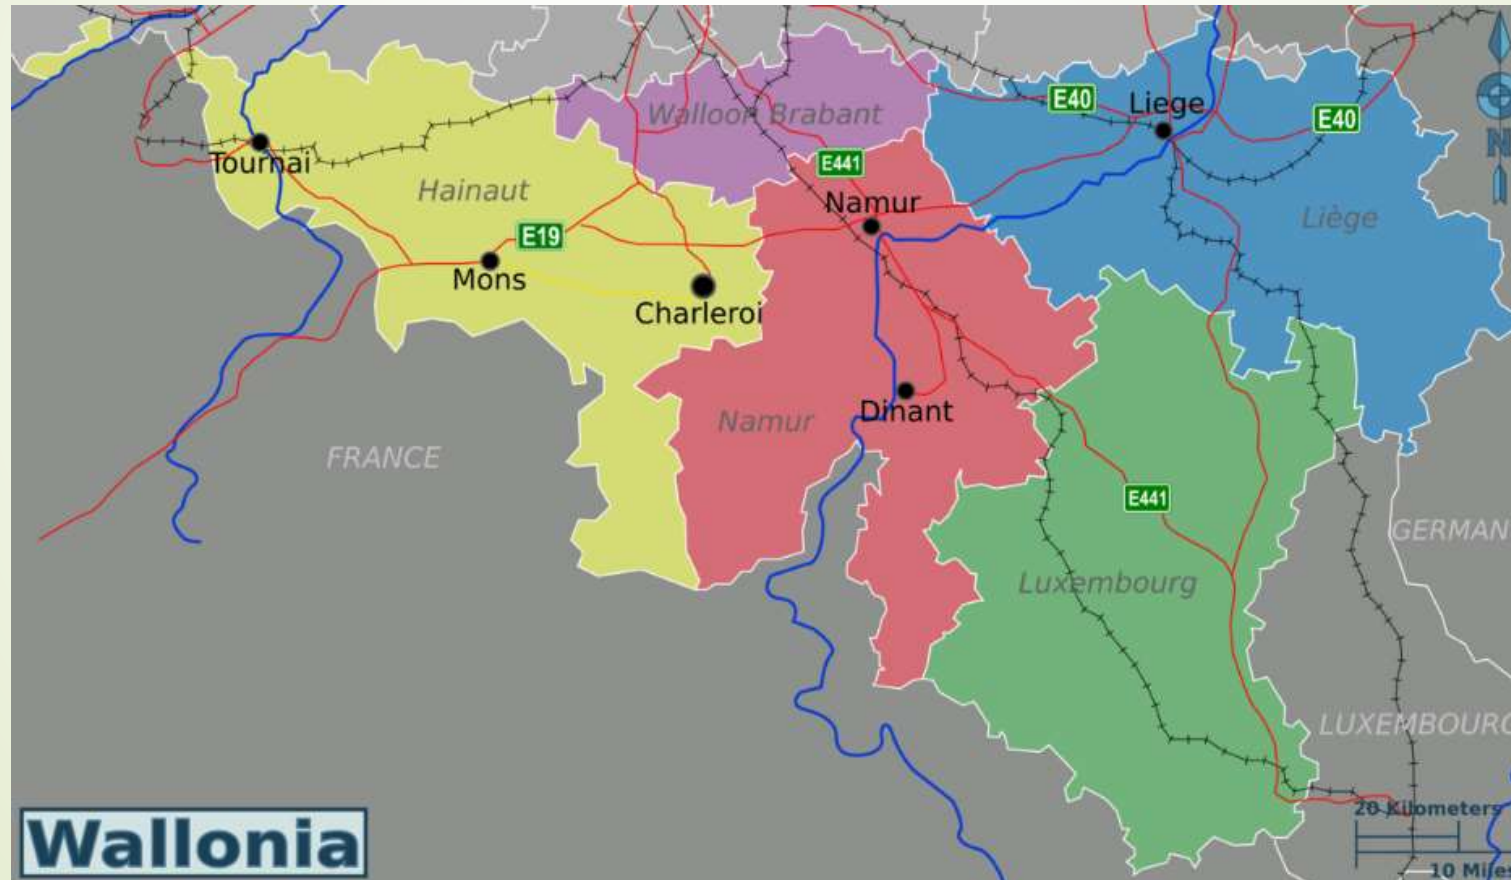 E40
Liege
Walloon Brabant
E40
Tournai
E441
Hainaut
Namur
Liège
E19
Mons
Charleroi
Dinant
Namur
FRANCE
E441
GERMAN
Luxembourg
LUXEMBOURG
N
20 Kilometers
10 Miles
Wallonia